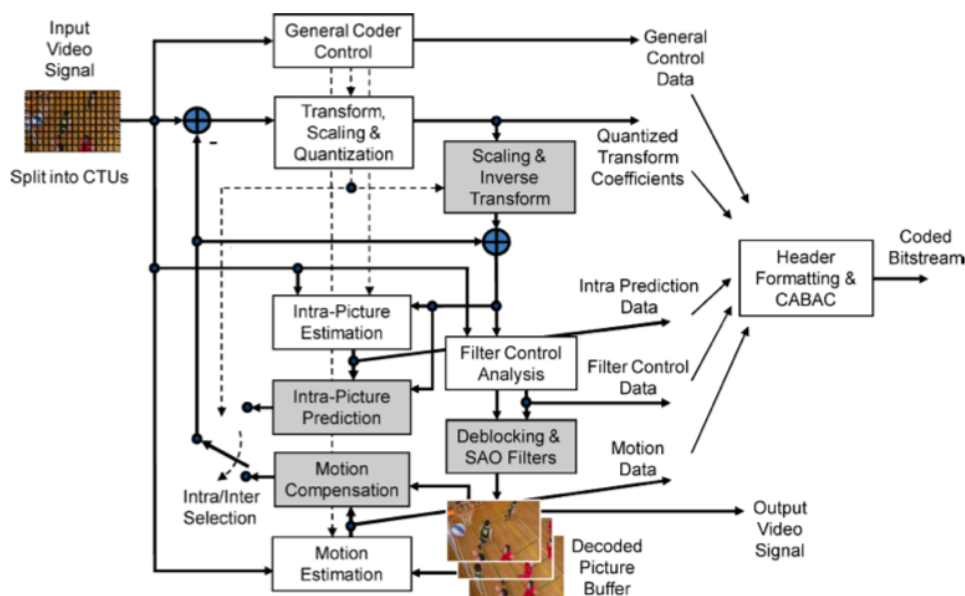 Input
Video
Signal
Split into CTUs
General Coder
Control
Transform,
Scaling &
Quantization
-
Scaling &
Inverse
Transform
Intra-Picture
Estimation
Intra-Picture
Prediction
Filter Control
Analysis
Deblocking &
SAO Filters
Motion
Compensation
Intra/Inter
Selection
Motion
Estimation
Decoded
Picture
Buffer
General
Control
Data
Quantized
Transform
Coefficients
Intra Prediction
Data
Filter Control
Data
Motion
Data
Header
Formatting &
CABAC
Coded
Bitstream
Output
Video
Signal